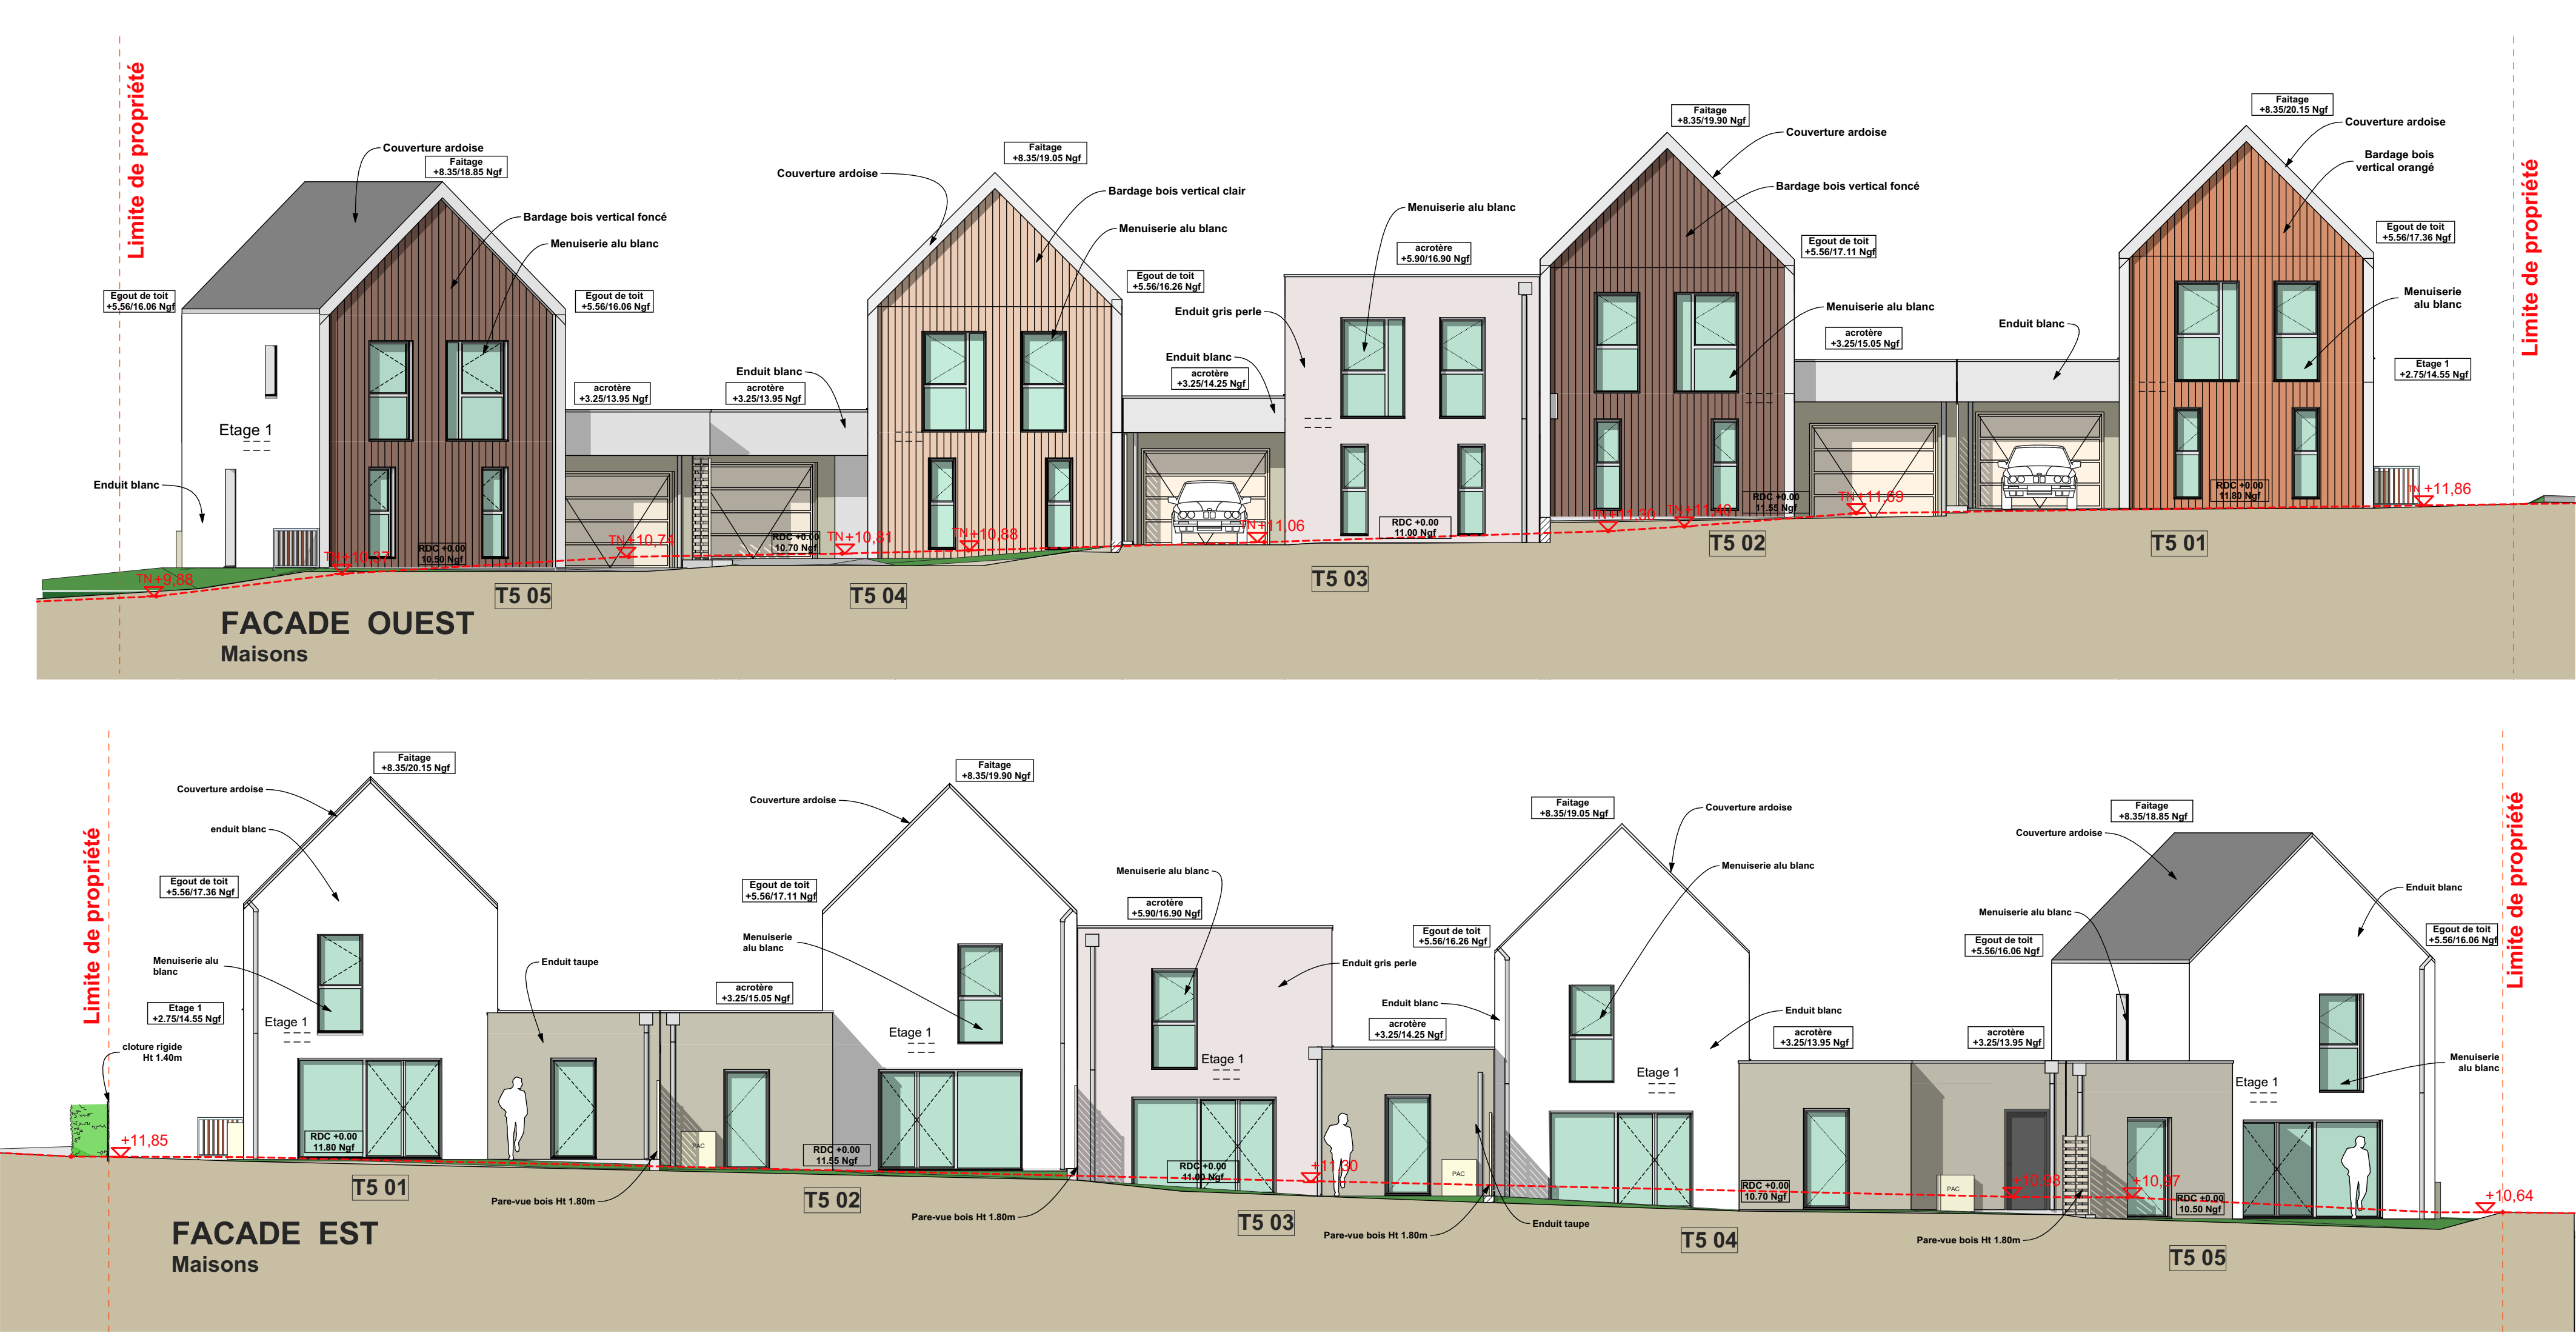 Limite de propriété
Couverture ardoise
Faitage
+8.35/18.85 Ngf
Bardage bois vertical foncé
Menuiserie alu blanc
Egout de toit
+5.56/16.06 Ngf
Egout de toit
+5.56/16.06 Ngf
Etage 1
Enduit blanc
acrotère
+3.25/13.95 Ngf
acrotère
+3.25/13.95 Ngf
Enduit blanc
Couverture ardoise
Faitage
+8.35/19.05 Ngf
Bardage bois vertical clair
Menuiserie alu blanc
Egout de toit
+5.56/16.26 Ngf
Enduit gris perle
Enduit blanc
acrotère
+3.25/14.25 Ngf
Menuiserie alu blanc
acrotère
+5.90/16.90 Ngf
Faitage
+8.35/19.90 Ngf
Couverture ardoise
Bardage bois vertical foncé
Egout de toit
+5.56/17.11 Ngf
Menuiserie alu blanc
acrotère
+3.25/15.05 Ngf
Enduit blanc
Faitage
+8.35/20.15 Ngf
Couverture ardoise
Bardage bois
vertical orangé
Egout de toit
+5.56/17.36 Ngf
Menuiserie
alu blanc
Etage 1
+2.75/14.55 Ngf
Limite de propriété
TN+9,88
TN+10,37
RDC +0.00
10.50 Ngf
TN+10,74
RDC +0.00
10.70 Ngf
TN+10,81
TN+10,88
TN+11,06
RDC +0.00
11.00 Ngf
TN+11,30
TN+11,40
RDC +0.00
11.55 Ngf
TN+11,69
RDC +0.00
11.80 Ngf
TN +11,86
T5 05
T5 04
T5 03
T5 02
T5 01
FACADE OUEST
Maisons
Limite de propriété
Faitage
+8.35/20.15 Ngf
Couverture ardoise
enduit blanc
Egout de toit
+5.56/17.36 Ngf
Menuiserie alu
blanc
Etage 1
+2.75/14.55 Ngf
Etage 1
cloture rigide
Ht 1.40m
+11,85
RDC +0.00
11.80 Ngf
Enduit taupe
Pare-vue bois Ht 1.80m
PAC
Faitage
+8.35/19.90 Ngf
Couverture ardoise
Egout de toit
+5.56/17.11 Ngf
Menuiserie
alu blanc
acrotère
+3.25/15.05 Ngf
Etage 1
RDC +0.00
11.55 Ngf
Pare-vue bois Ht 1.80m
Menuiserie alu blanc
acrotère
+5.90/16.90 Ngf
Enduit gris perle
Etage 1
RDC +0.00
11.00 Ngf
+11,30
PAC
Pare-vue bois Ht 1.80m
Enduit taupe
Faitage
+8.35/19.05 Ngf
Couverture ardoise
Menuiserie alu blanc
Egout de toit
+5.56/16.26 Ngf
Enduit blanc
acrotère
+3.25/14.25 Ngf
Enduit blanc
Etage 1
RDC +0.00
10.70 Ngf
acrotère
+3.25/13.95 Ngf
acrotère
+3.25/13.95 Ngf
PAC
+10,98
+10,97
Pare-vue bois Ht 1.80m
Faitage
+8.35/18.85 Ngf
Couverture ardoise
Menuiserie alu blanc
Egout de toit
+5.56/16.06 Ngf
Enduit blanc
Egout de toit
+5.56/16.06 Ngf
Menuiserie
alu blanc
Etage 1
RDC +0.00
10.50 Ngf
+10,64
Limite de propriété
T5 01
T5 02
T5 03
T5 04
T5 05
FACADE EST
Maisons